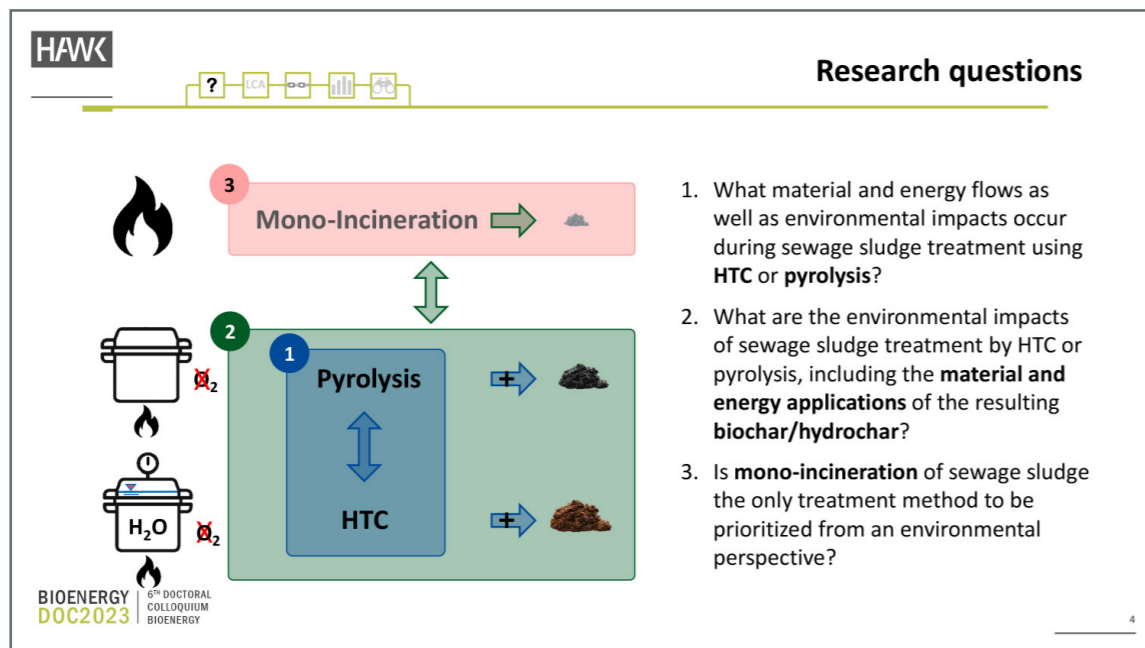 HAWK
Research questions
?
LCA
3
Mono-Incineration
2
1
Pyrolysis
+
O₂
HTC
+
H₂O
O₂
1. What material and energy flows as
well as environmental impacts occur
during sewage sludge treatment using
HTC or pyrolysis?
2. What are the environmental impacts
of sewage sludge treatment by HTC or
pyrolysis, including the material and
energy applications of the resulting
biochar/hydrochar?
3. Is mono-incineration of sewage sludge
the only treatment method to be
prioritized from an environmental
perspective?
BIOENERGY
DOC2023
6TH DOCTORAL
COLLOQUIUM
BIOENERGY
4